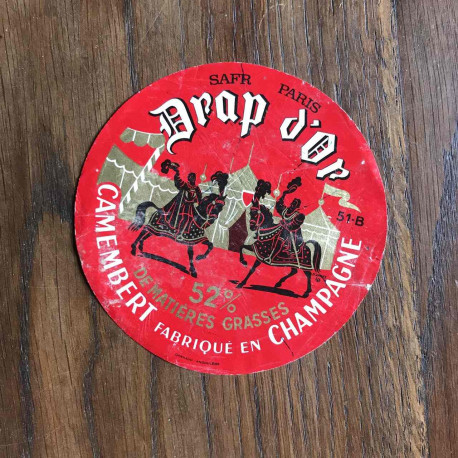 SAFR PARIS
Drap d'Or
51-B
52%
DE MATIÈRES GRASSES
CAMEMBERT FABRIQUÉ EN CHAMPAGNE